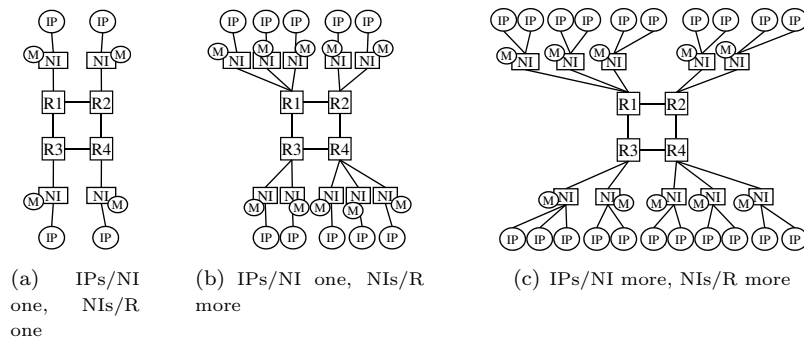 IP IP
M NI NI M
R1 R2
R3 R4
NI NI
M M
IP IP
(a) IPs/NI
one, NIs/R
one
IP IP IP IP IP
M M M M M
NI NI NI NI NI
R1 R2
R3 R4
NI NI NI NI NI
M M M M M
IP IP IP IP IP
(b) IPs/NI one, NIs/R
more
IP IP IP IP IP IP IP IP IP IP
M M M M M
NI NI NI NI NI
R1 R2
R3 R4
NI NI NI NI NI
M M M M M
IP IP IP IP IP IP IP IP IP IP IP
(c) IPs/NI more, NIs/R more